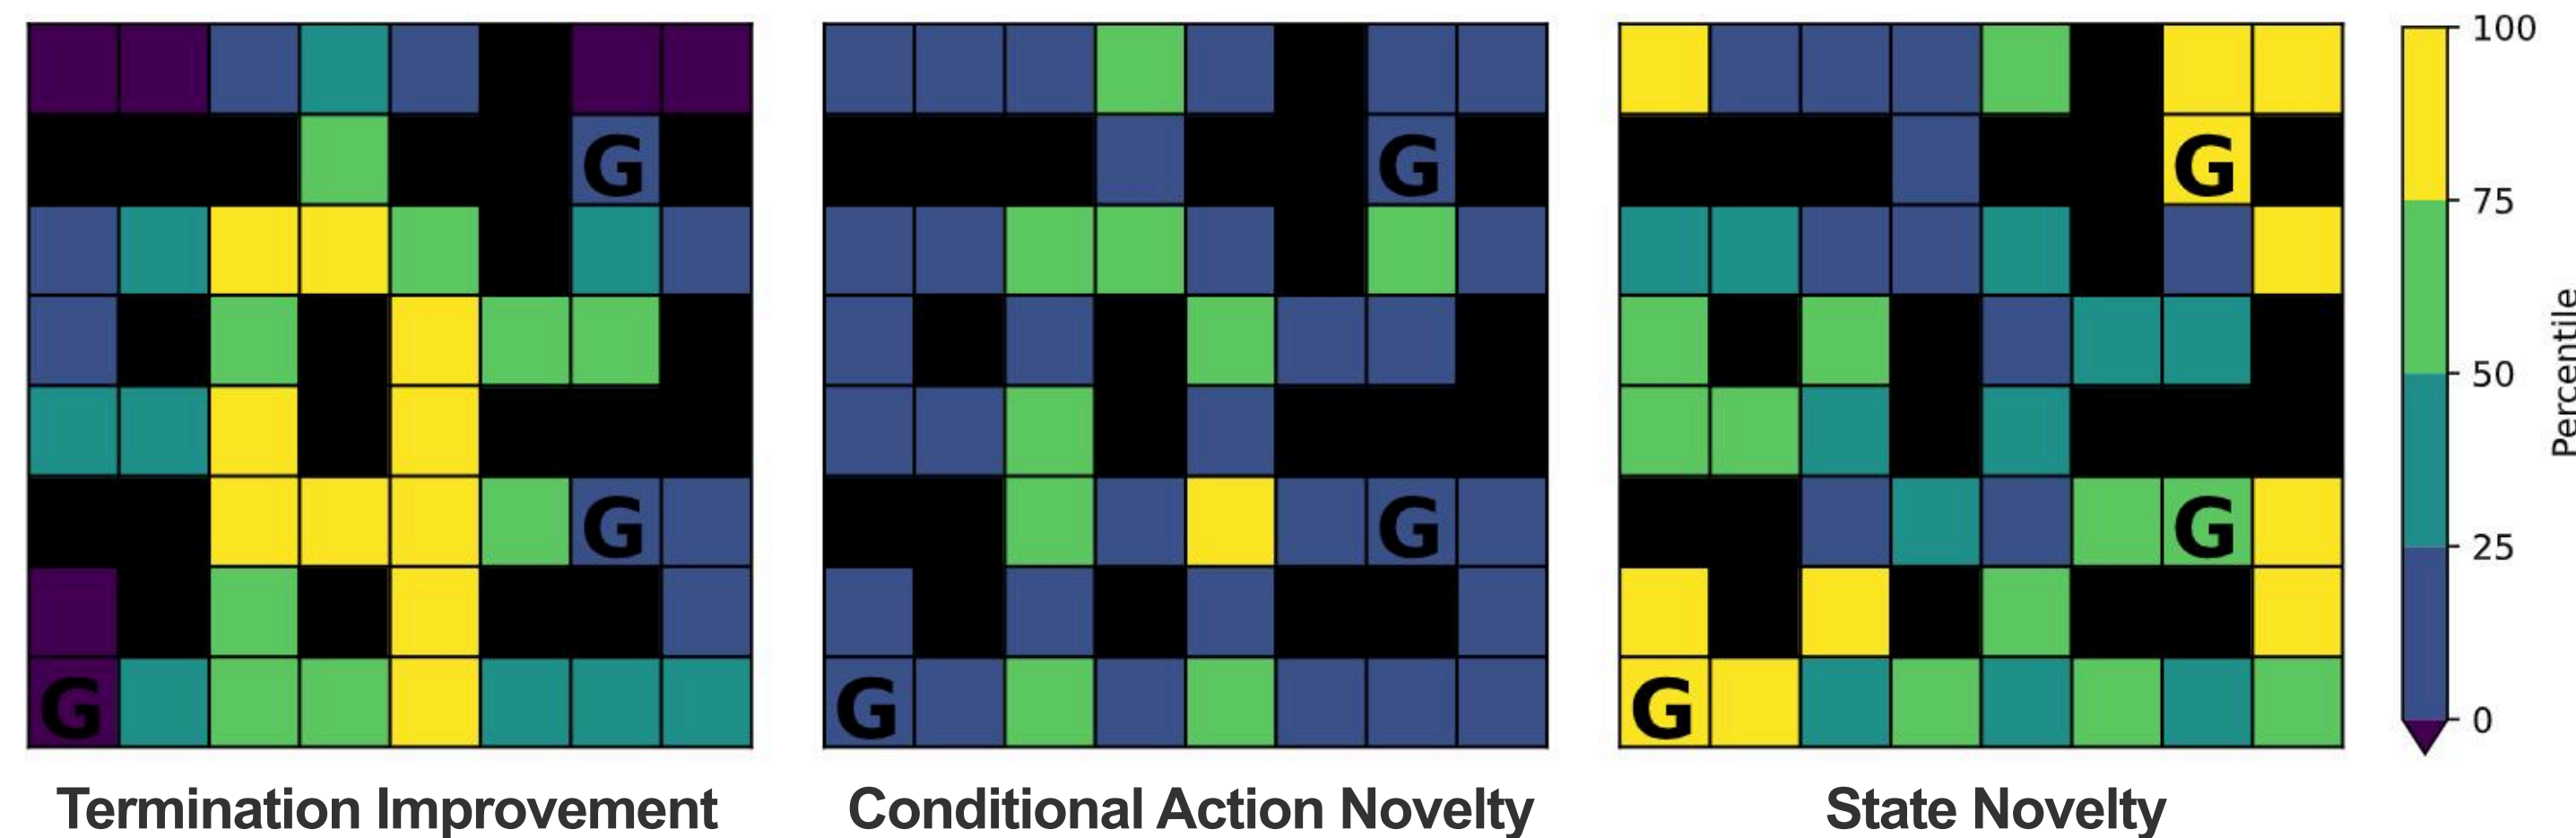 G G G
G G G
G G G
100
75
50
25
0
Percentile
Termination Improvement Conditional Action Novelty State Novelty